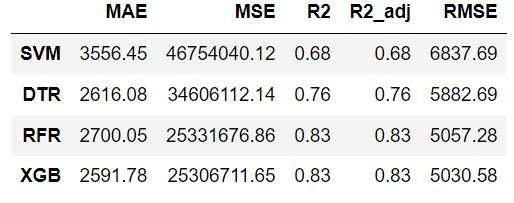 MAE MSE R2 R2_adj RMSE
SVM 3556.45 46754040.12 0.68 0.68 6837.69
DTR 2616.08 34606112.14 0.76 0.76 5882.69
RFR 2700.05 25331676.86 0.83 0.83 5057.28
XGB 2591.78 25306711.65 0.83 0.83 5030.58